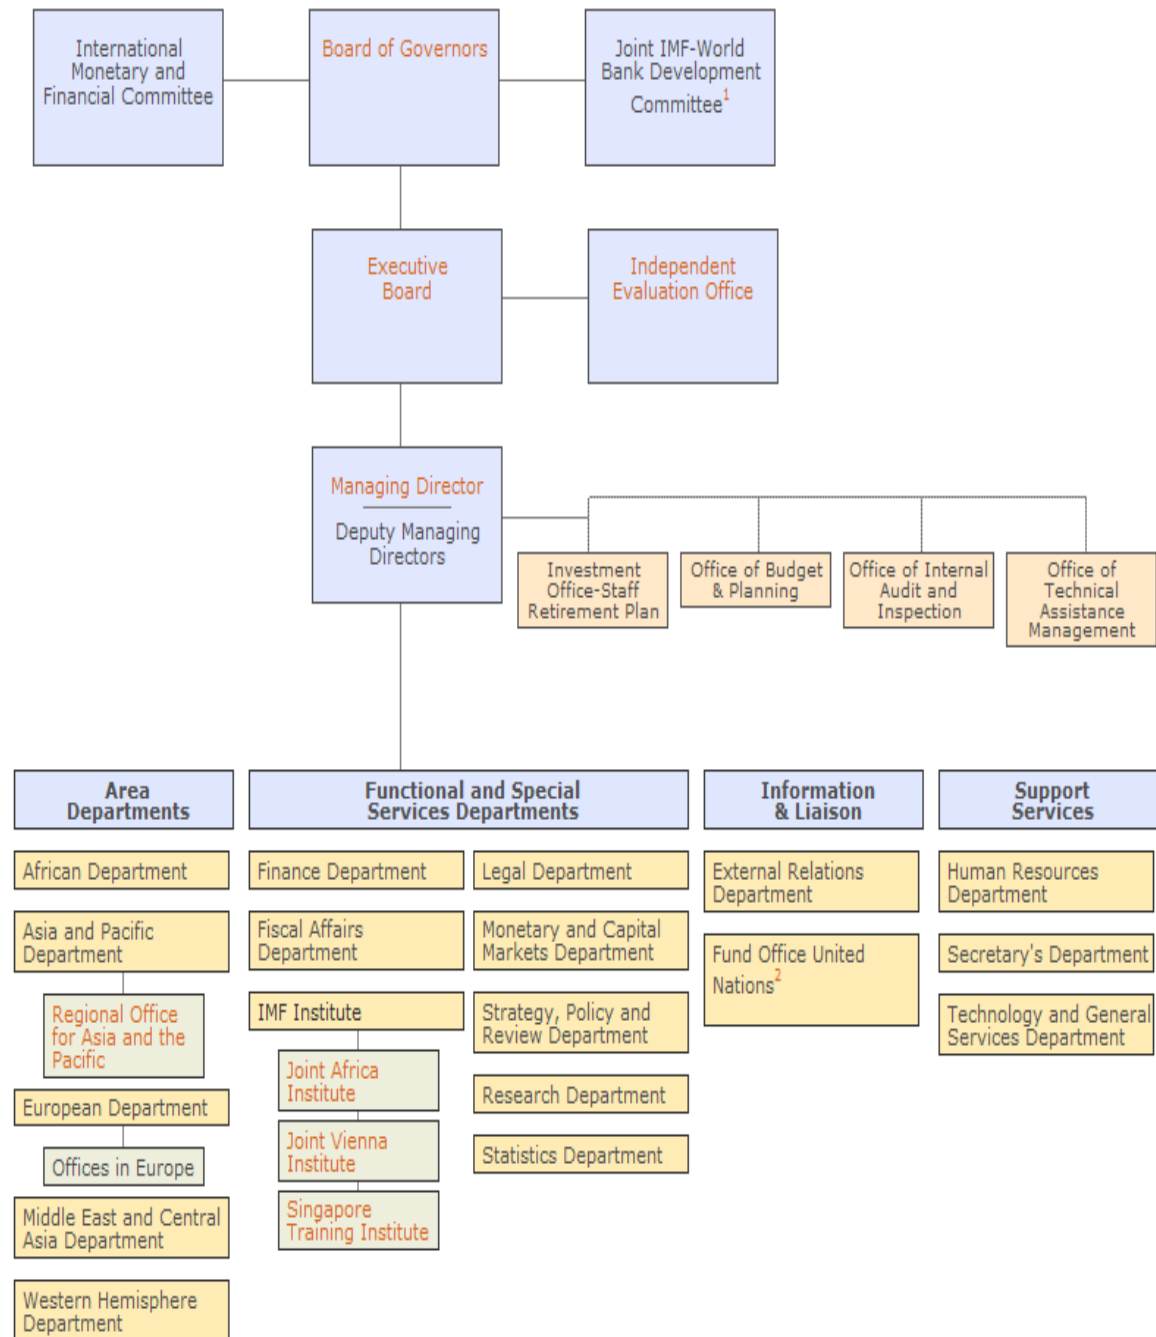 International
Monetary and
Financial Committee
Board of Governors
Joint IMF-World
Bank Development
Committee1
Executive
Board
Independent
Evaluation Office
Managing Director
Deputy Managing
Directors
Investment
Office-Staff
Retirement Plan
Office of Budget
& Planning
Office of Internal
Audit and
Inspection
Office of
Technical
Assistance
Management
Area
Departments
African Department
Asia and Pacific
Department
Regional Office
for Asia and the
Pacific
European Department
Offices in Europe
Middle East and Central
Asia Department
Western Hemisphere
Department
Functional and Special
Services Departments
Finance Department
Fiscal Affairs
Department
IMF Institute
Joint Africa
Institute
Joint Vienna
Institute
Singapore
Training Institute
Legal Department
Monetary and Capital
Markets Department
Strategy, Policy and
Review Department
Research Department
Statistics Department
Information
& Liaison
External Relations
Department
Fund Office United
Nations2
Support
Services
Human Resources
Department
Secretary's Department
Technology and General
Services Department